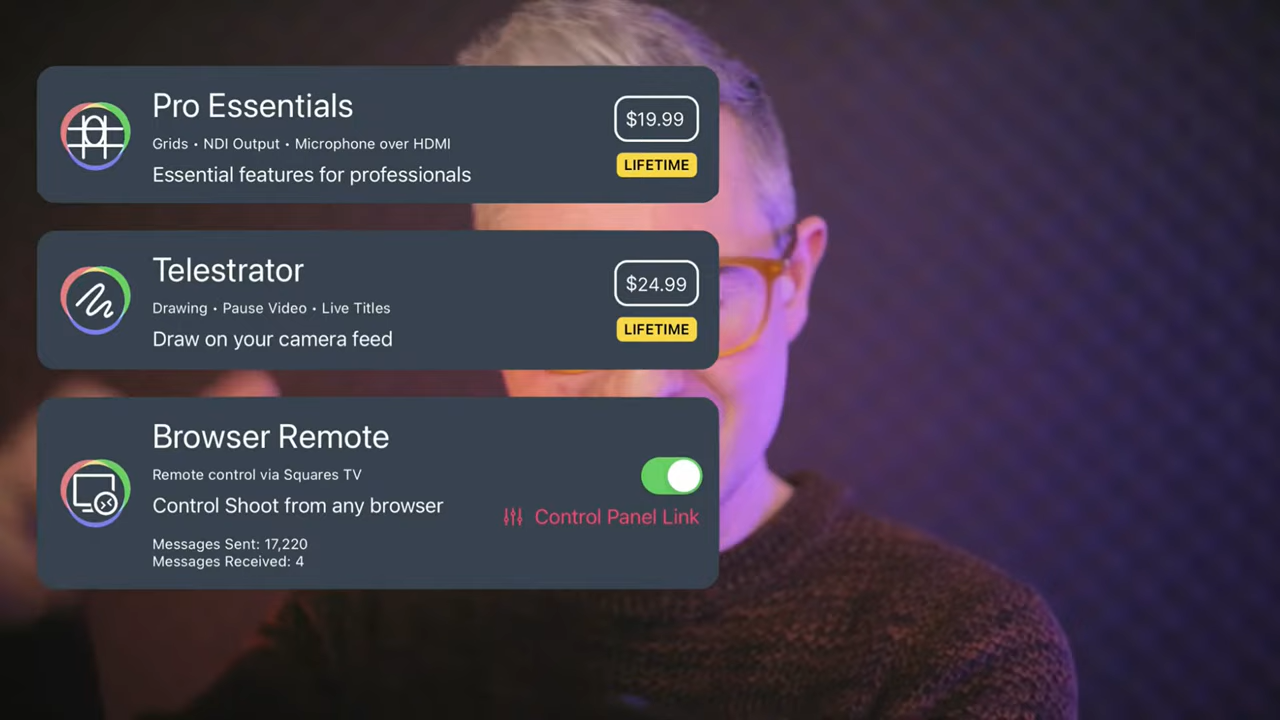 Pro Essentials
Grids • NDI Output • Microphone over HDMI
Essential features for professionals
$19.99
LIFETIME
Telestrator
Drawing • Pause Video • Live Titles
Draw on your camera feed
$24.99
LIFETIME
Browser Remote
Remote control via Squares TV
Control Shoot from any browser
Control Panel Link
Messages Sent: 17,220
Messages Received: 4